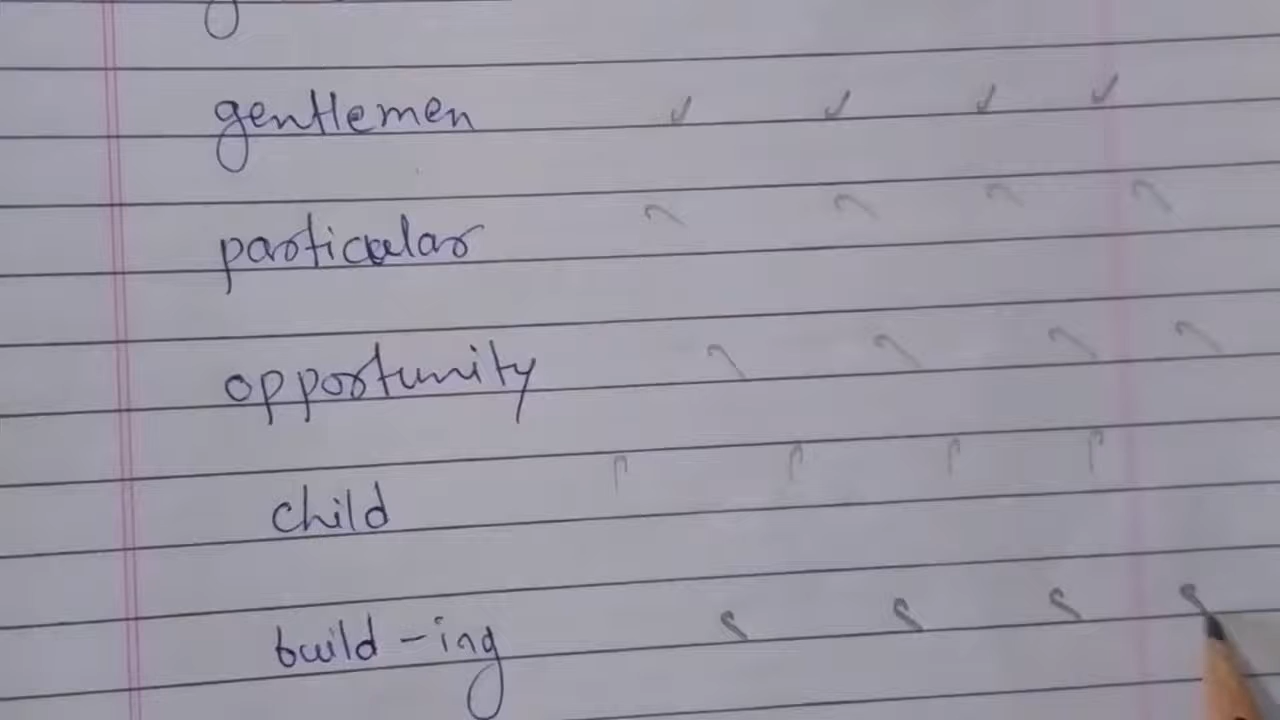 gentlemen
particular
opportunity
child
build-ing